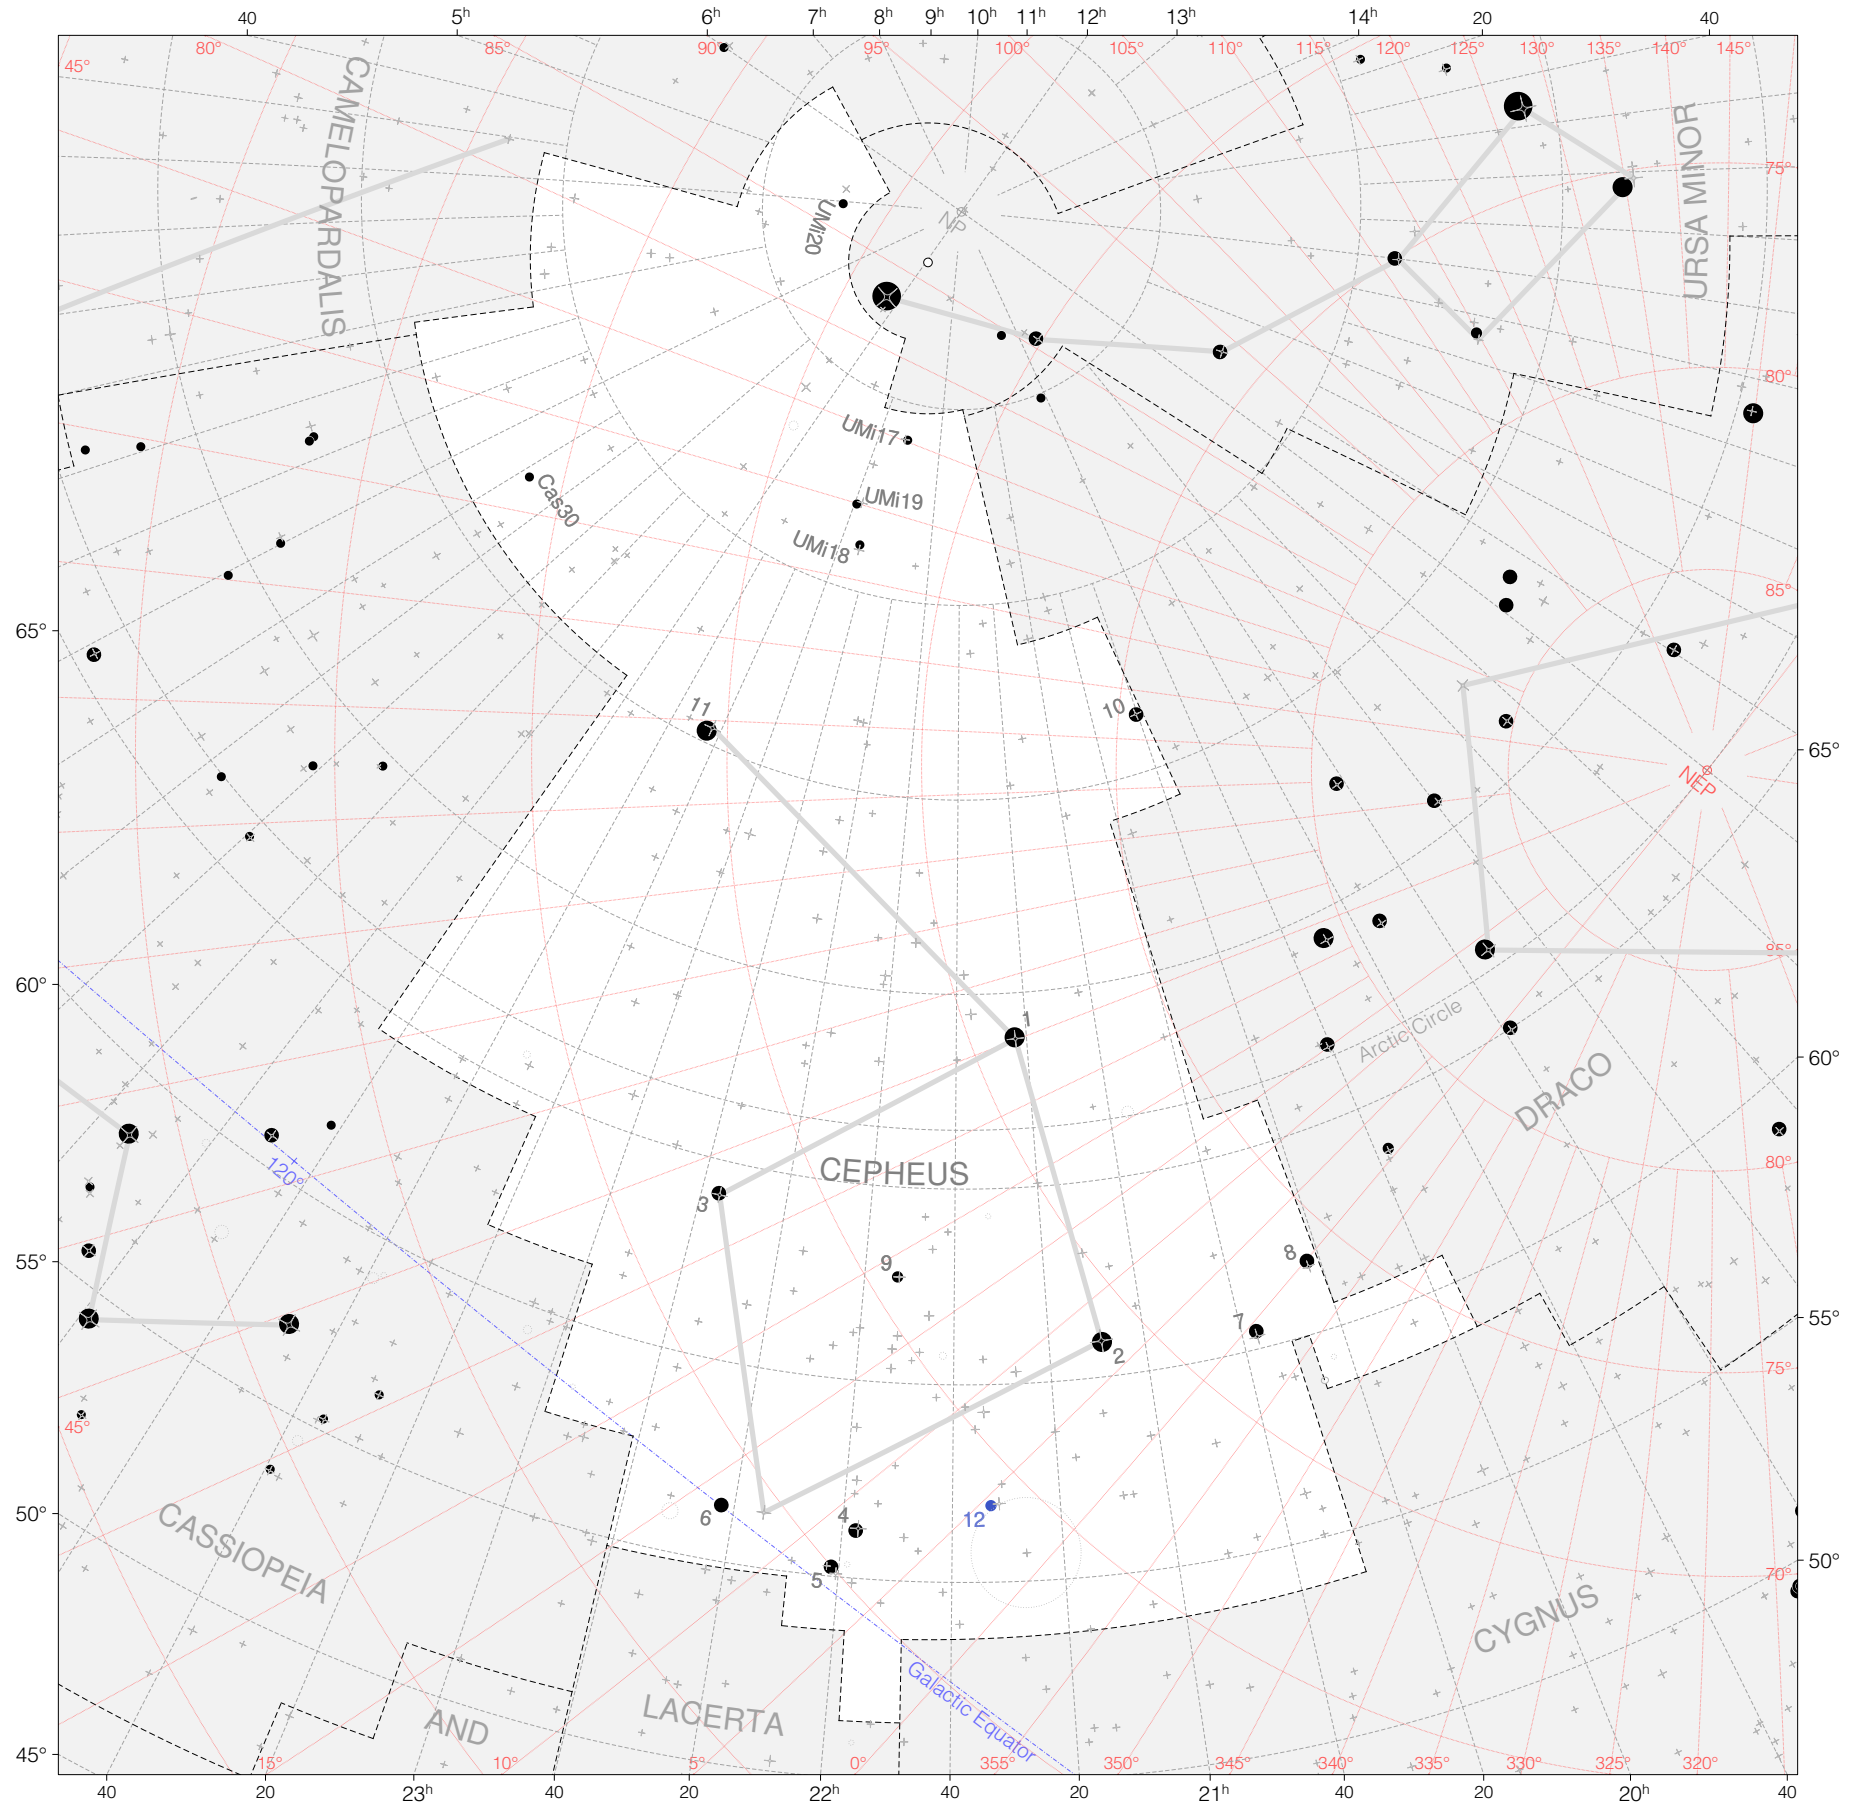 40 5h 6h 7h 8h 9h 10h 11h 12h 13h 14h 20 40
80° 85° 90° 95° 100° 105° 110° 115° 120° 125° 130° 135° 140° 145°
45°
CAMELOPARDALIS
URSA MINOR
75°
UMi20
NP
80°
UMi17
Cas30
UMi19
UMi18
85°
65°
11
10
65°
NEP
85°
60°
Arctic Circle
1
60°
DRACO
120°
CEPHEUS
3
80°
55°
9
8
7
55°
2
75°
45°
50°
6
4
12
5
50°
70°
CASSIOPEIA
CYGNUS
Galactic Equator
LACERTA
AND
45°
15° 10° 5° 0° 355° 350° 345° 340° 335° 330° 325° 320°
40 20 23h 40 20 22h 40 20 21h 40 20 20h 40